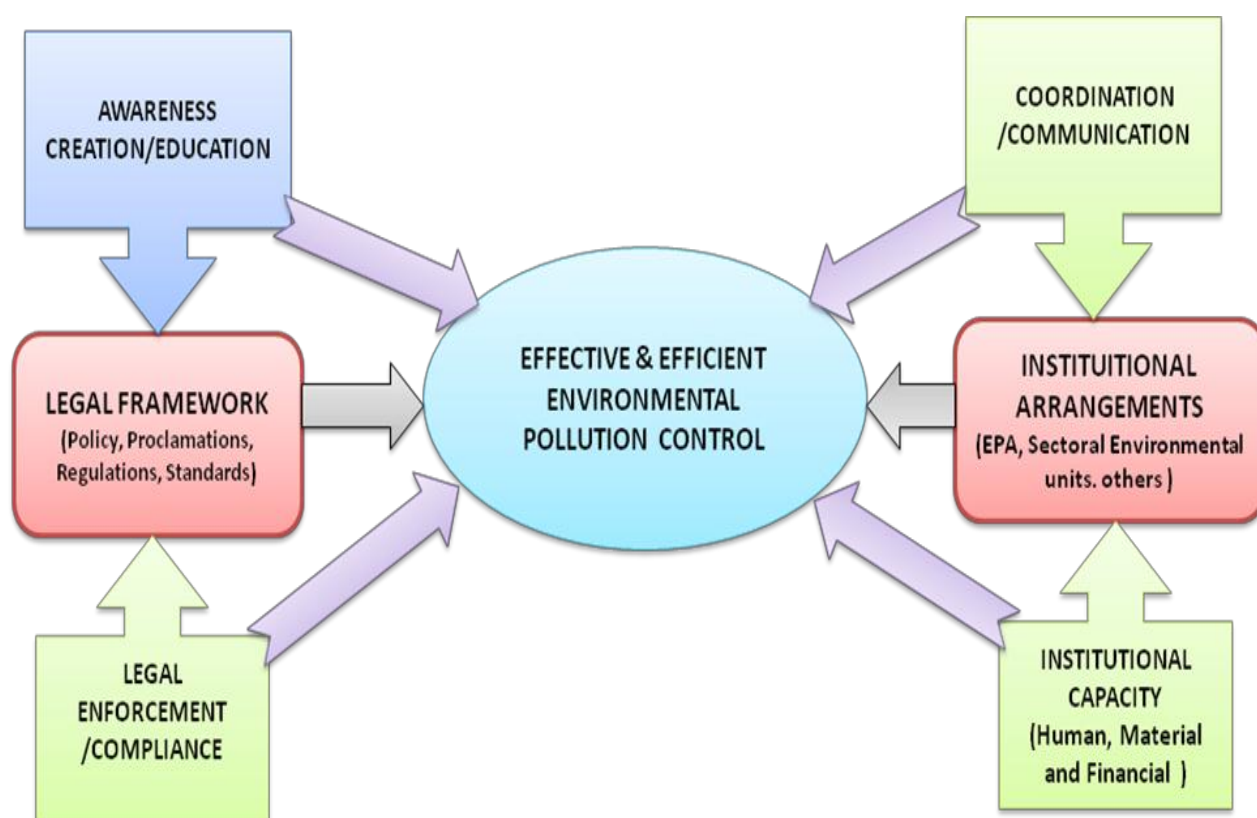 AWARENESS
CREATION/EDUCATION
COORDINATION
/COMMUNICATION
EFFECTIVE & EFFICIENT
ENVIRONMENTAL
POLLUTION CONTROL
LEGAL FRAMEWORK
(Policy, Proclamations,
Regulations, Standards)
INSTITUITIONAL
ARRANGEMENTS
(EPA, Sectoral Environmental
units. others )
LEGAL
ENFORCEMENT
/COMPLIANCE
INSTITUTIONAL
CAPACITY
(Human, Material
and Financial )